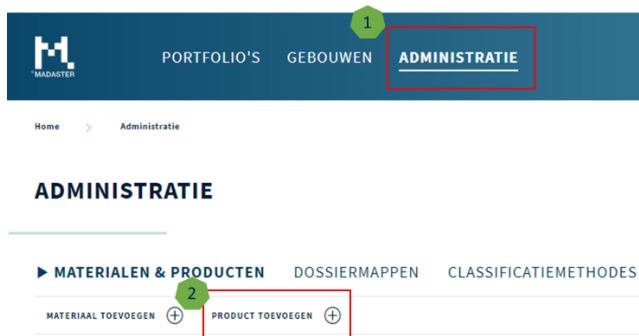 1
PORTFOLIO'S GEBOUWEN ADMINISTRATIE
MADASTER
Home > Administratie
ADMINISTRATIE
▶ MATERIALEN & PRODUCTEN DOSSIERMAPPEN CLASSIFICATIEMETHODES
2
MATERIAAL TOEVOEGEN PRODUCT TOEVOEGEN